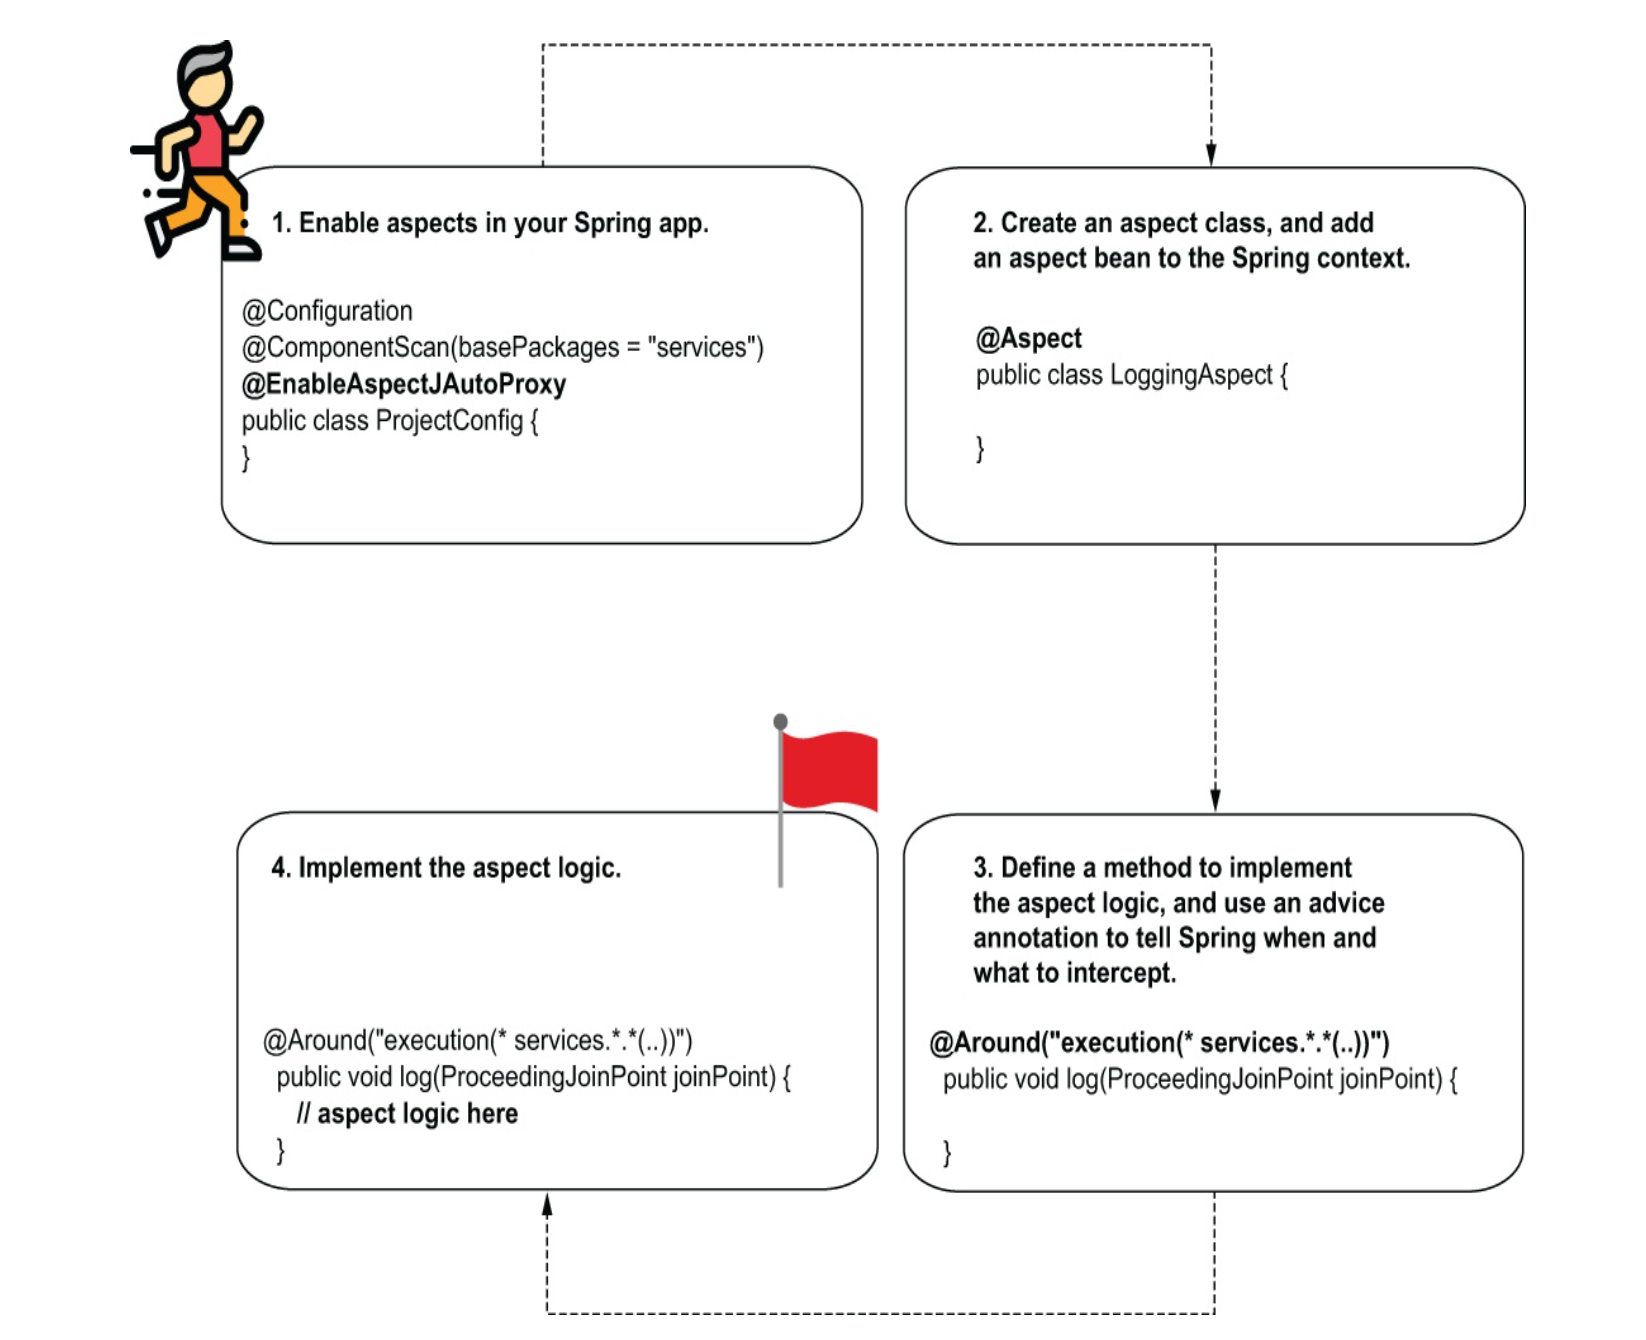 1. Enable aspects in your Spring app.
@Configuration
@ComponentScan(basePackages = "services")
@EnableAspectJAutoProxy
public class ProjectConfig {
}
2. Create an aspect class, and add
an aspect bean to the Spring context.
@Aspect
public class LoggingAspect {
}
3. Define a method to implement
the aspect logic, and use an advice
annotation to tell Spring when and
what to intercept.
@Around("execution(* services.*.*(..))")
public void log(ProceedingJoinPoint joinPoint) {
}
4. Implement the aspect logic.
@Around("execution(* services.*.*(..))")
public void log(ProceedingJoinPoint joinPoint) {
// aspect logic here
}